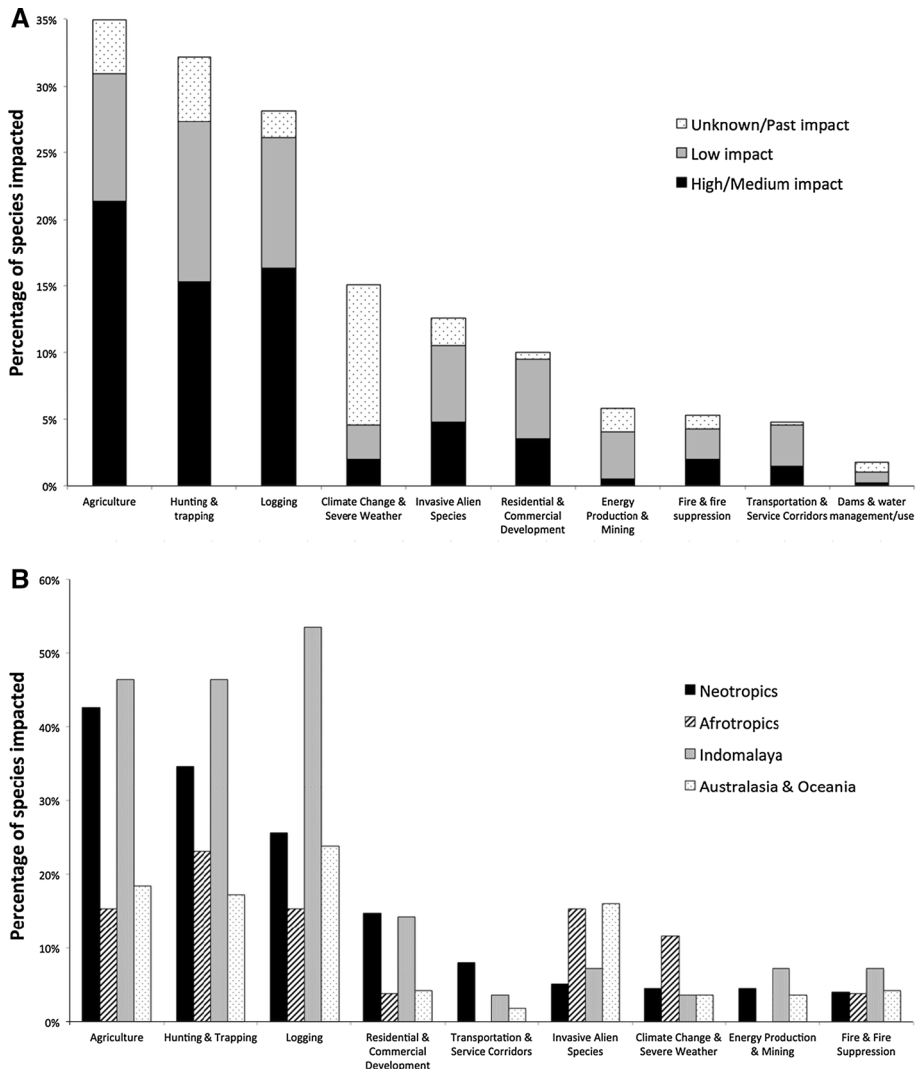 A
Percentage of species impacted
35%
30%
25%
20%
15%
10%
5%
0%
Unknown/Past impact
Low impact
High/Medium impact
Agriculture
Hunting &
trapping
Logging
Climate Change &
Severe Weather
Invasive Alien
Species
Residential &
Commercial
Development
Energy
Production &
Mining
Fire & fire
suppression
Transportation &
Service Corridors
Dams & water
management/use
B
Percentage of species impacted
60%
50%
40%
30%
20%
10%
0%
Neotropics
Afrotropics
Indomalaya
Australasia & Oceania
Agriculture
Hunting & Trapping
Logging
Residential &
Commercial
Development
Transportation &
Service Corridors
Invasive Alien
Species
Climate Change &
Severe Weather
Energy Production
& Mining
Fire & Fire
Suppression